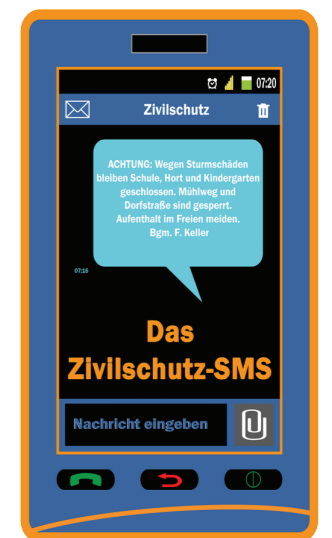 07:20
Zivilschutz
ACHTUNG: Wegen Sturmschäden
bleiben Schule, Hort und Kindergarten
geschlossen. Mühlweg und
Dorfstraße sind gesperrt.
Aufenthalt im Freien meiden.
Bgm. F. Keller
07:16
Das
Zivilschutz-SMS
Nachricht eingeben